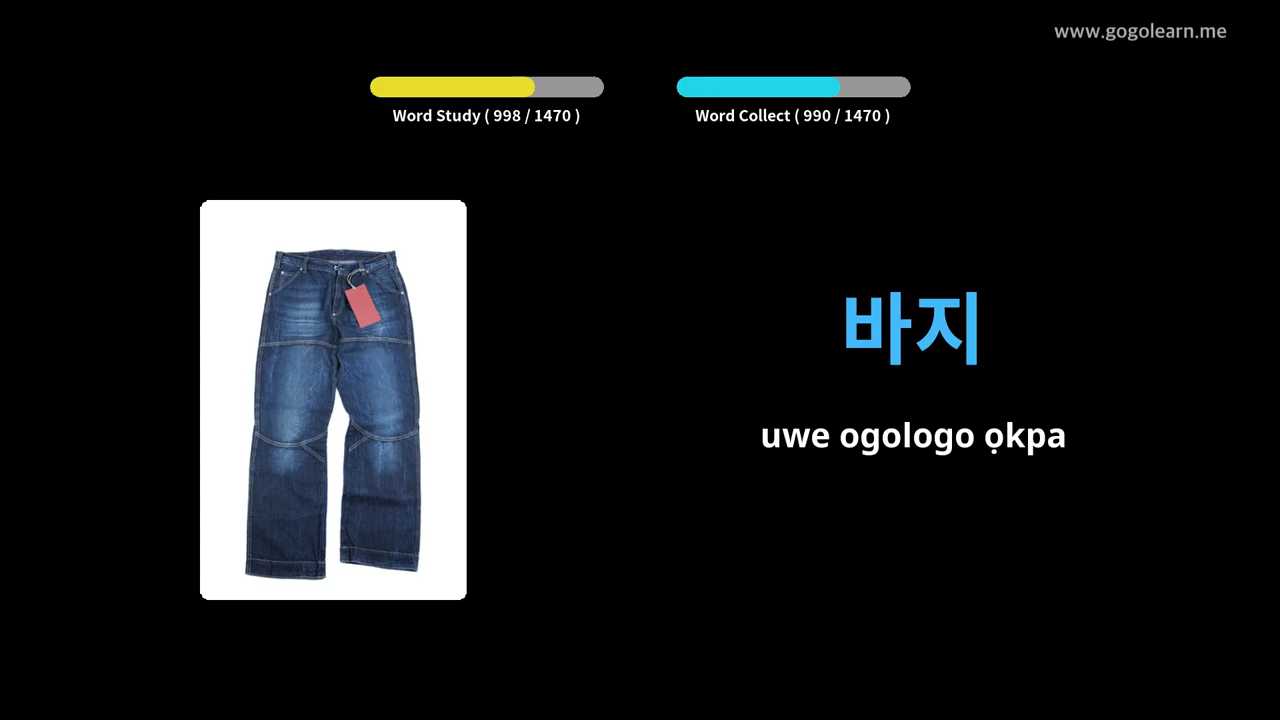 www.gogolearn.me
Word Study ( 998 / 1470 )
Word Collect ( 990 / 1470 )
바지
uwe ogologo ọkpa